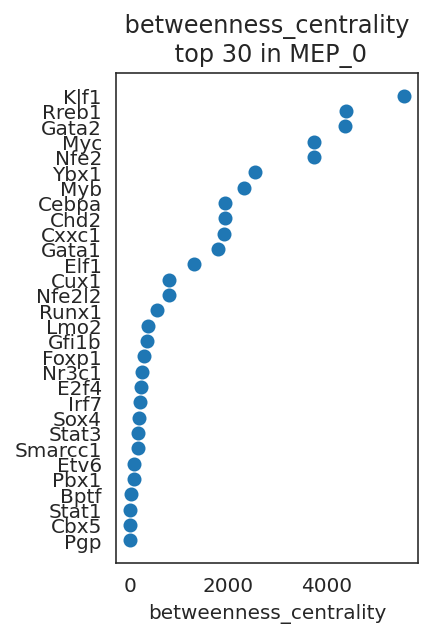 betweenness_centrality
top 30 in MEP_0
Klf1
Rreb1
Gata2
Myc
Nfe2
Ybx1
Myb
Cebpa
Chd2
Cxxc1
Gata1
Elf1
Cux1
Nfe2l2
Runx1
Lmo2
Gfi1b
Foxp1
Nr3c1
E2f4
Irf7
Sox4
Stat3
Smarcc1
Etv6
Pbx1
Bptf
Stat1
Cbx5
Pgp
0 2000 4000
betweenness_centrality